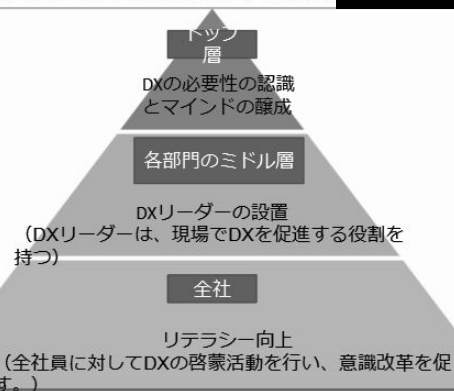 トップ
層
DXの必要性の認識
とマインドの醸成
各部門のミドル層
DXリーダーの設置
（DXリーダーは、現場でDXを促進する役割を
持つ）
全社
リテラシー向上
（全社員に対してDXの啓蒙活動を行い、意識改革を促
す。）